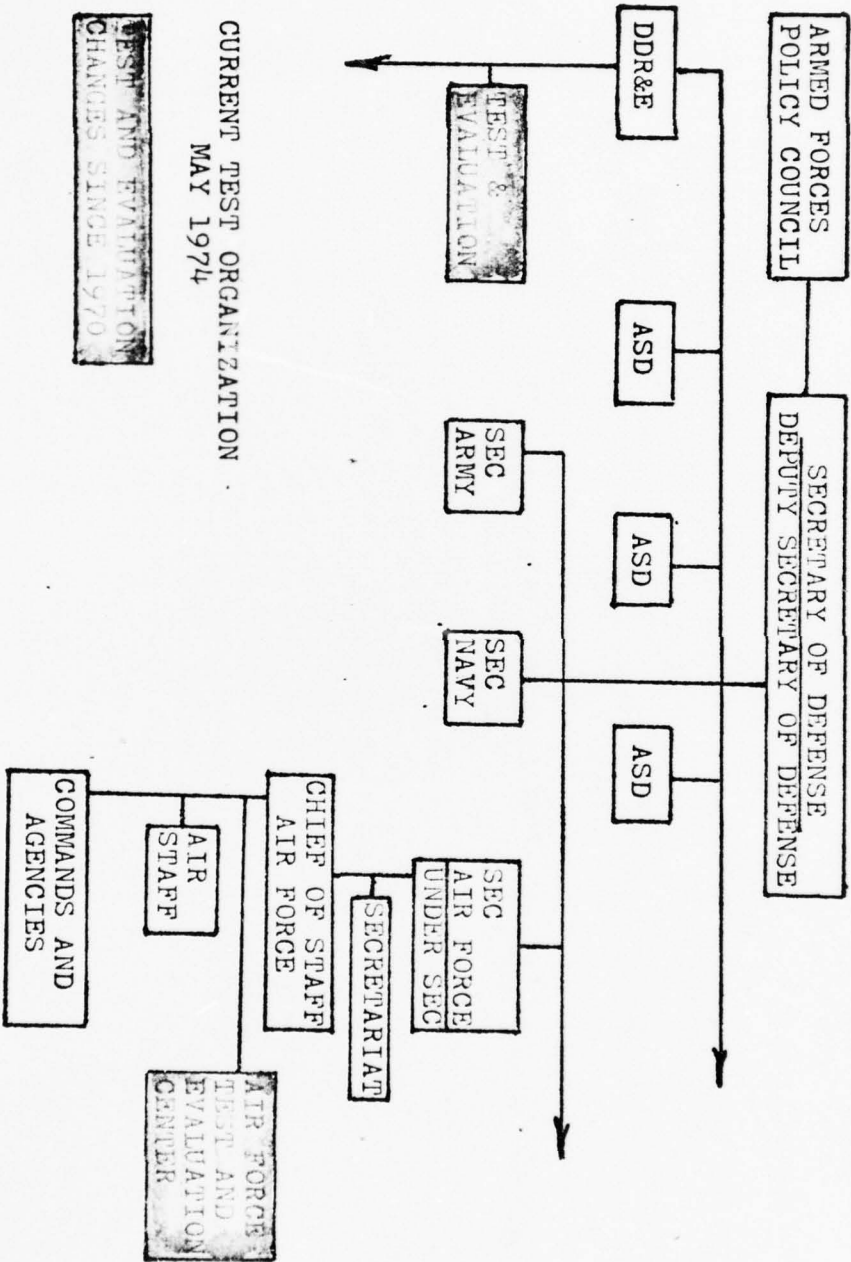 ARMED FORCES
POLICY COUNCIL
SECRETARY OF DEFENSE
DEPUTY SECRETARY OF DEFENSE
DDR&E
ASD
ASD
ASD
TEST &
EVALUATION
SEC
ARMY
SEC
NAVY
SEC
AIR FORCE
UNDER SEC
SECRETARIAT
CHIEF OF STAFF
AIR FORCE
AIR
STAFF
AIR FORCE
TEST AND
EVALUATION
CENTER
COMMANDS AND
AGENCIES
CURRENT TEST ORGANIZATION
MAY 1974
TEST AND EVALUATION
CHANGES SINCE 1970